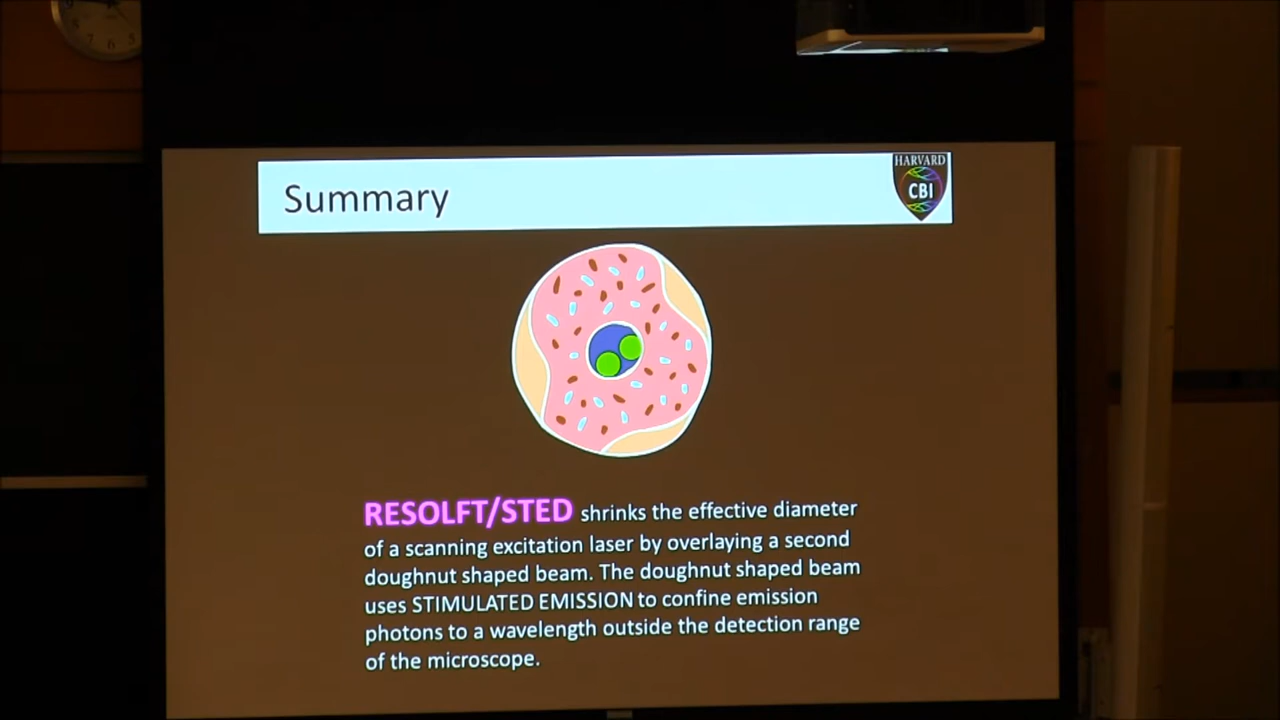 Summary
HARVARD
CBI
RESOLFT/STED shrinks the effective diameter
of a scanning excitation laser by overlaying a second
doughnut shaped beam. The doughnut shaped beam
uses STIMULATED EMISSION to confine emission
photons to a wavelength outside the detection range
of the microscope.